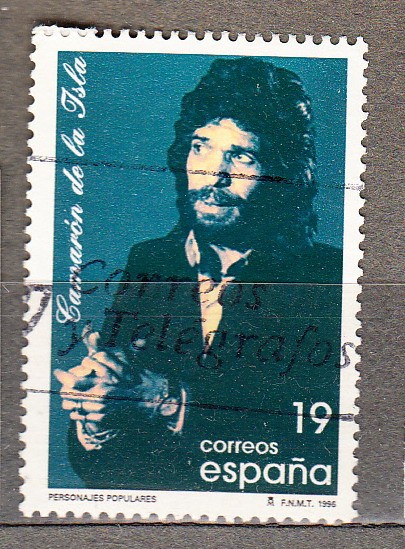 Camarón de la Isla
Correos
y Telégrafos
19
correos
españa
PERSONAJES POPULARES
F.N.M.T. 1996